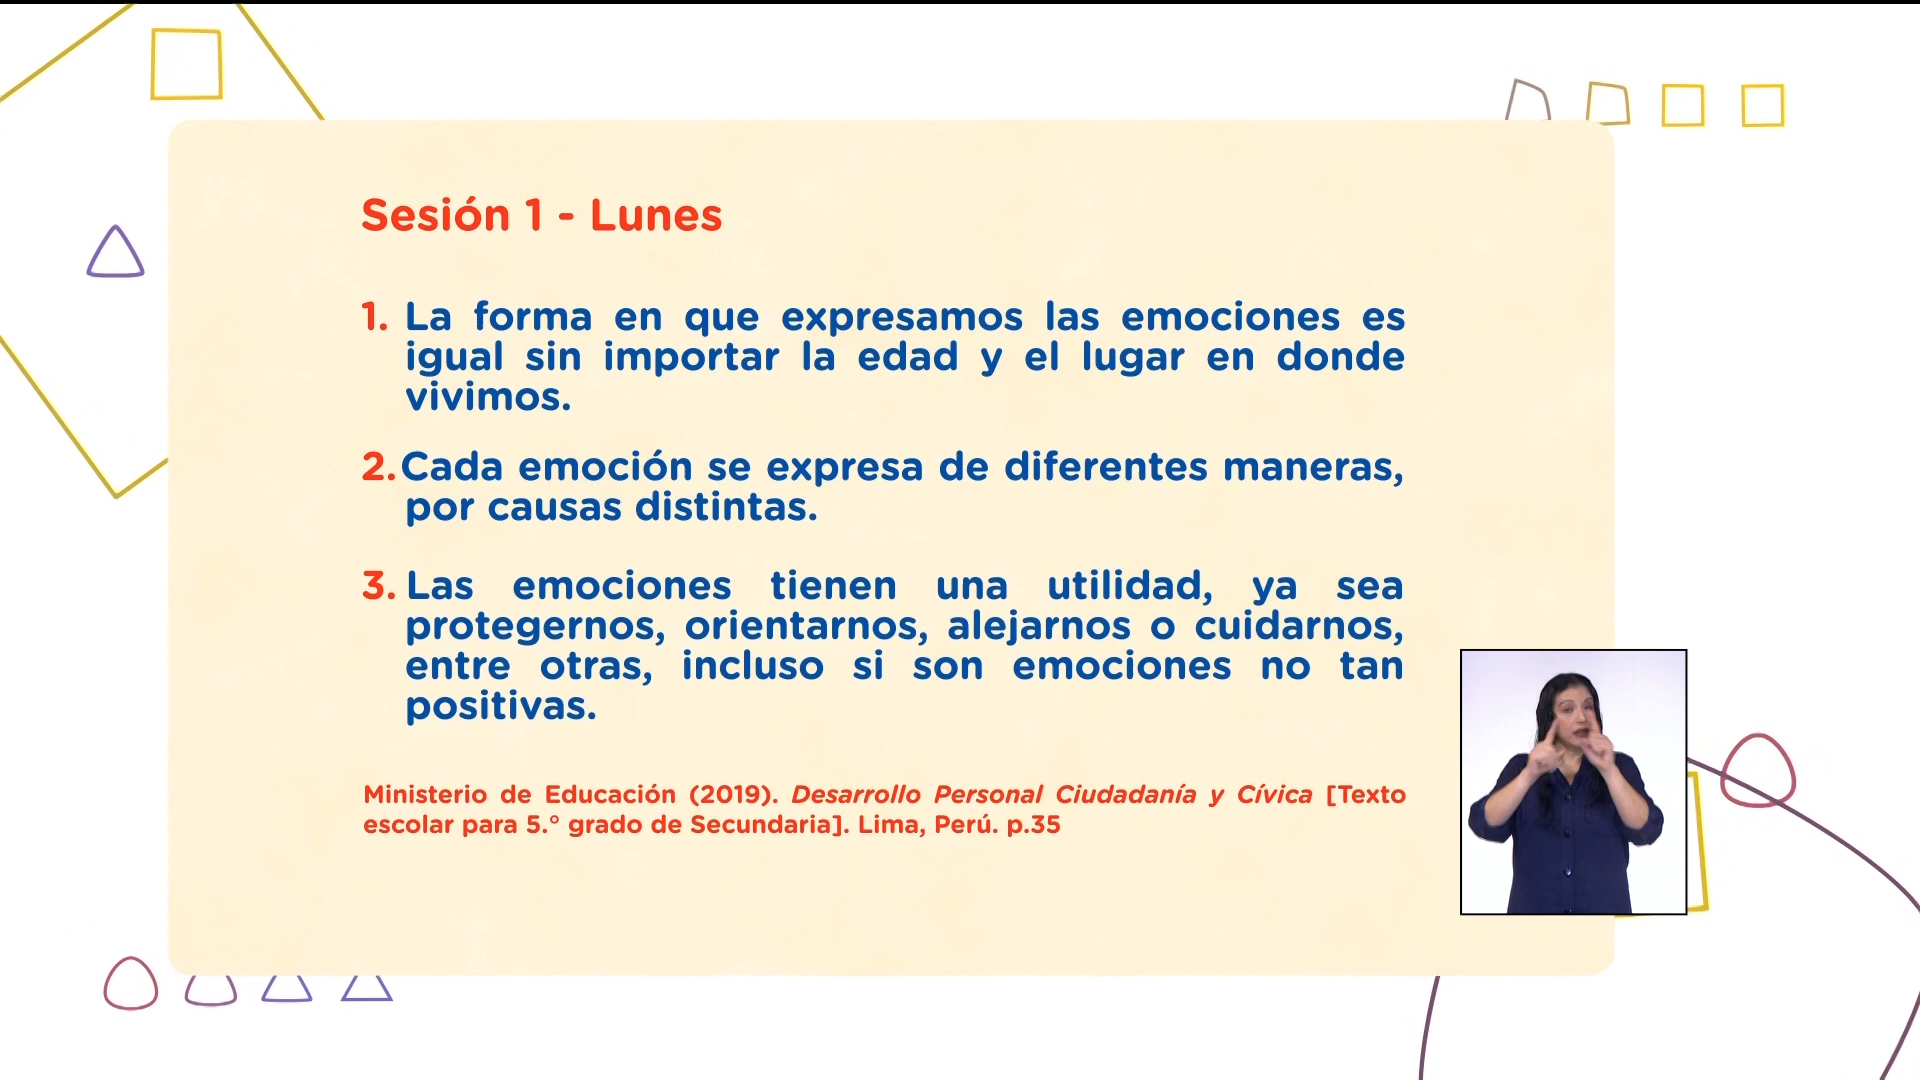 Sesión 1 - Lunes
1. La forma en que expresamos las emociones es
igual sin importar la edad y el lugar en donde
vivimos.
2. Cada emoción se expresa de diferentes maneras,
por causas distintas.
3. Las emociones tienen una utilidad, ya sea
protegernos, orientarnos, alejarnos o cuidarnos,
entre otras, incluso si son emociones no tan
positivas.
Ministerio de Educación (2019). Desarrollo Personal Ciudadanía y Cívica [Texto
escolar para 5.° grado de Secundaria]. Lima, Perú. p.35